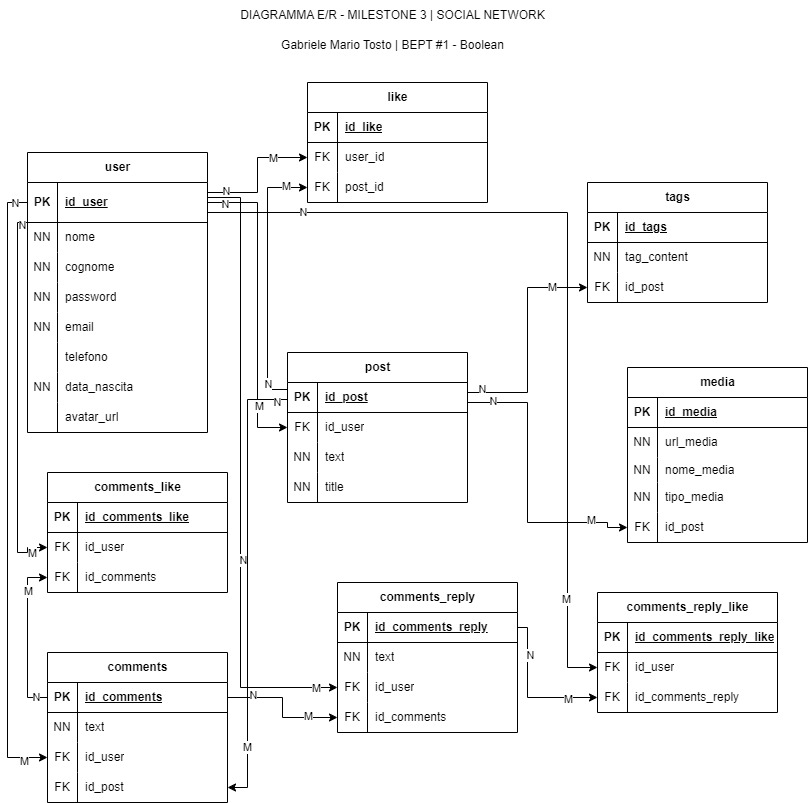 DIAGRAMMA E/R - MILESTONE 3 | SOCIAL NETWORK
Gabriele Mario Tosto | BEPT #1 - Boolean
like
PK id_like
FK user_id
FK post_id
user
PK id_user
NN nome
NN cognome
NN password
NN email
telefono
NN data_nascita
avatar_url
tags
PK id_tags
NN tag_content
FK id_post
post
PK id_post
FK id_user
NN text
NN title
media
PK id_media
NN url_media
NN nome_media
NN tipo_media
FK id_post
comments_like
PK id_comments_like
FK id_user
FK id_comments
comments_reply
PK id_comments_reply
NN text
FK id_user
FK id_comments
comments_reply_like
PK id_comments_reply_like
FK id_user
FK id_comments_reply
comments
PK id_comments
NN text
FK id_user
FK id_post
N
M
N
M
N
M
N
M
N
M
N
M
N
M
N
M
N
M
N
M
N
M
N
M